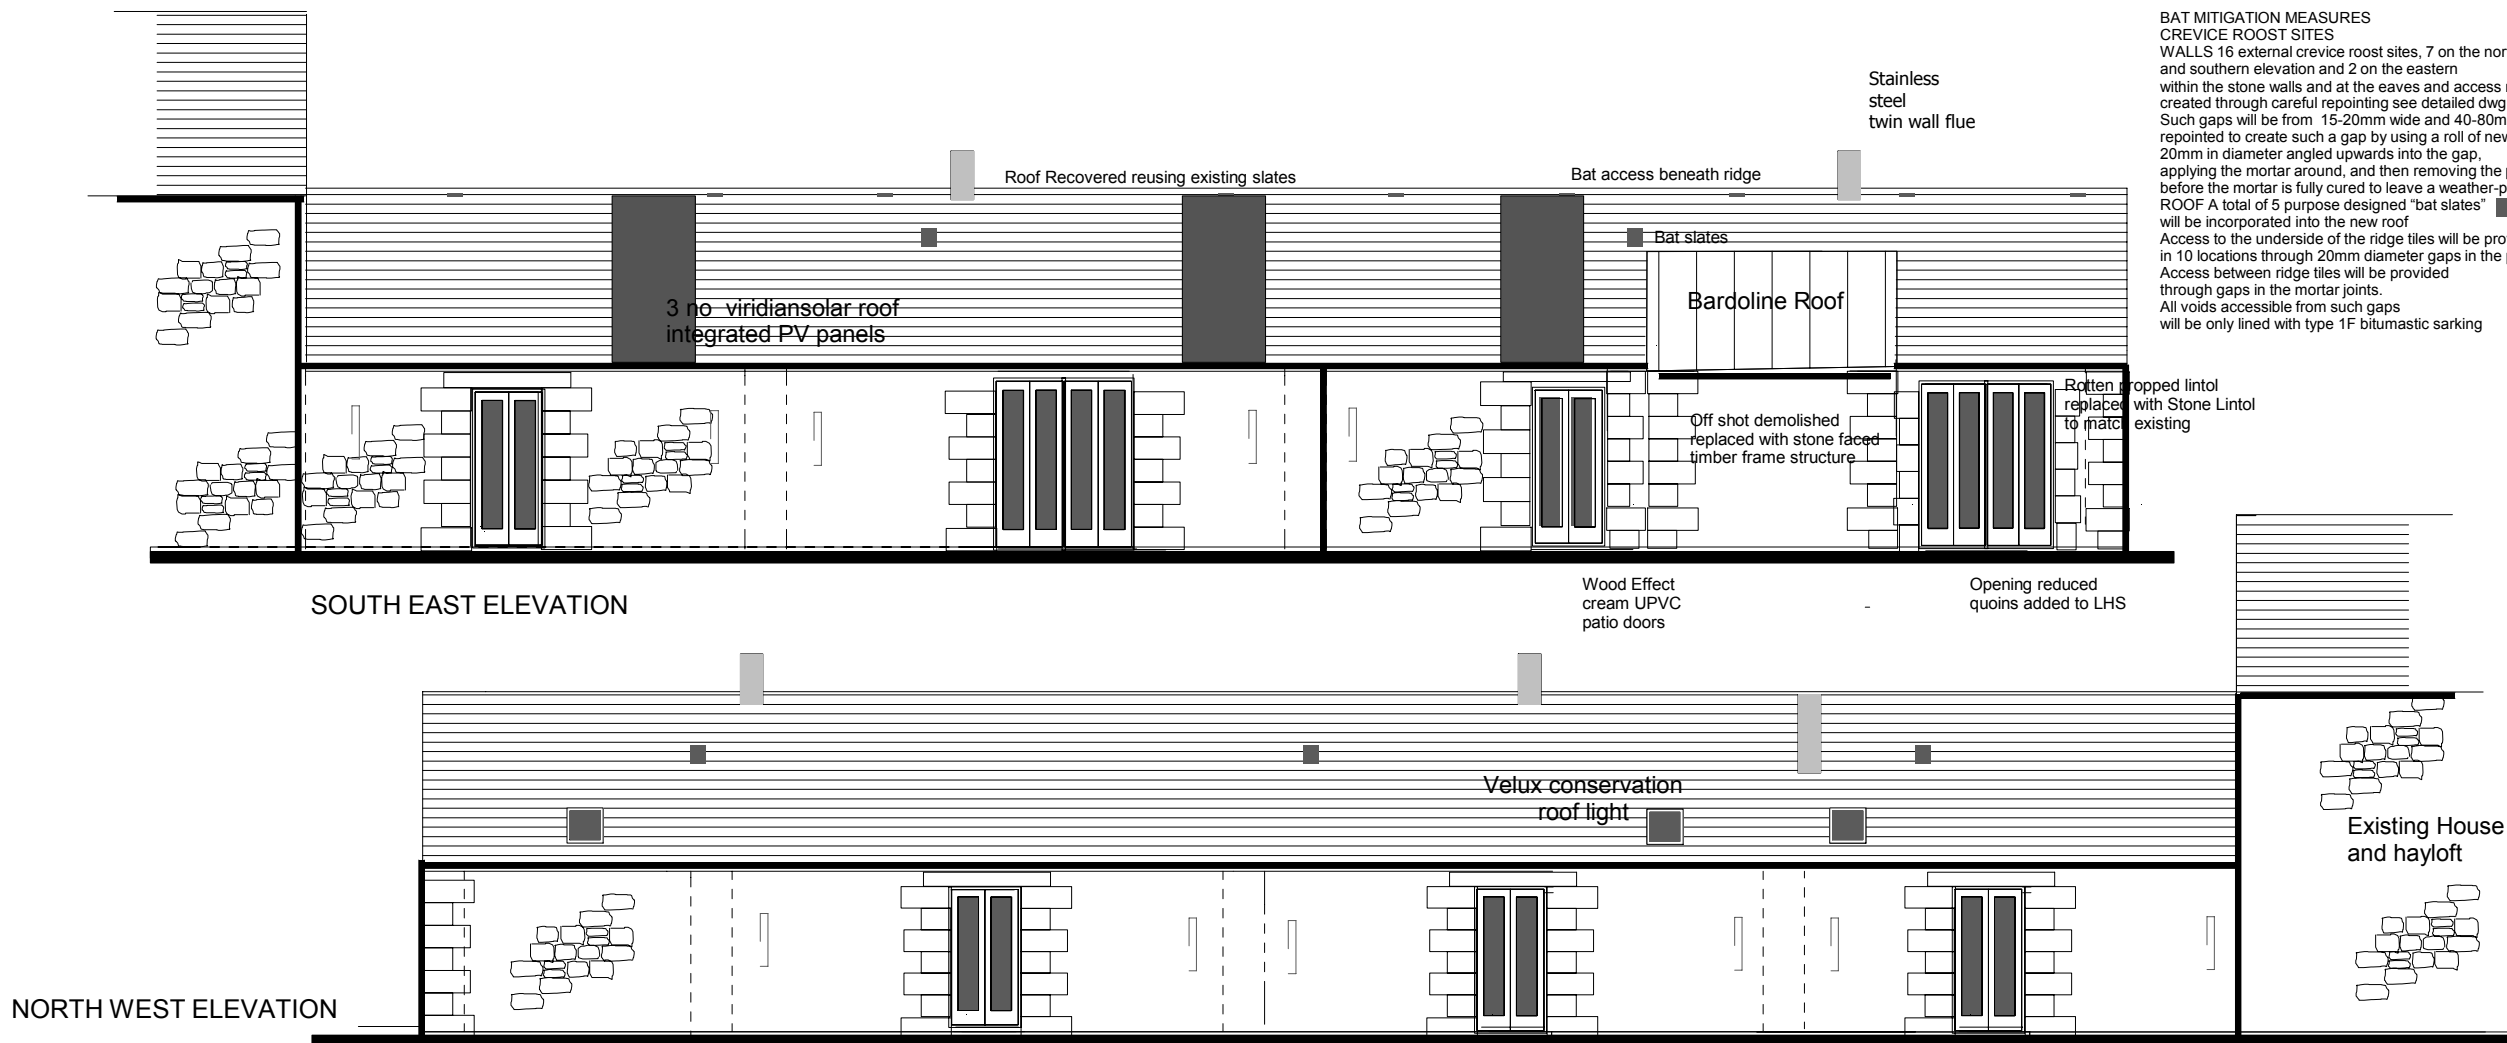 BAT MITIGATION MEASURES
CREVICE ROOST SITES
WALLS 16 external crevice roost sites, 7 on the nor
and southern elevation and 2 on the eastern
within the stone walls and at the eaves and access
created through careful repointing see detailed dwg
Such gaps will be from 15-20mm wide and 40-80m
repointed to create such a gap by using a roll of new
20mm in diameter angled upwards into the gap,
applying the mortar around, and then removing the
before the mortar is fully cured to leave a weather-p
ROOF A total of 5 purpose designed “bat slates”
will be incorporated into the new roof
Access to the underside of the ridge tiles will be pro
in 10 locations through 20mm diameter gaps in the
Access between ridge tiles will be provided
through gaps in the mortar joints.
All voids accessible from such gaps
will be only lined with type 1F bitumastic sarking
Stainless
steel
twin wall flue
Roof Recovered reusing existing slates
Bat access beneath ridge
Bat slates
3 no viridiansolar roof
integrated PV panels
Bardoline Roof
Rotten propped lintol
replaced with Stone Lintol
to match existing
Off shot demolished
replaced with stone faced
timber frame structure
SOUTH EAST ELEVATION
Wood Effect
cream UPVC
patio doors
Opening reduced
quoins added to LHS
Velux conservation
roof light
Existing House
and hayloft
NORTH WEST ELEVATION